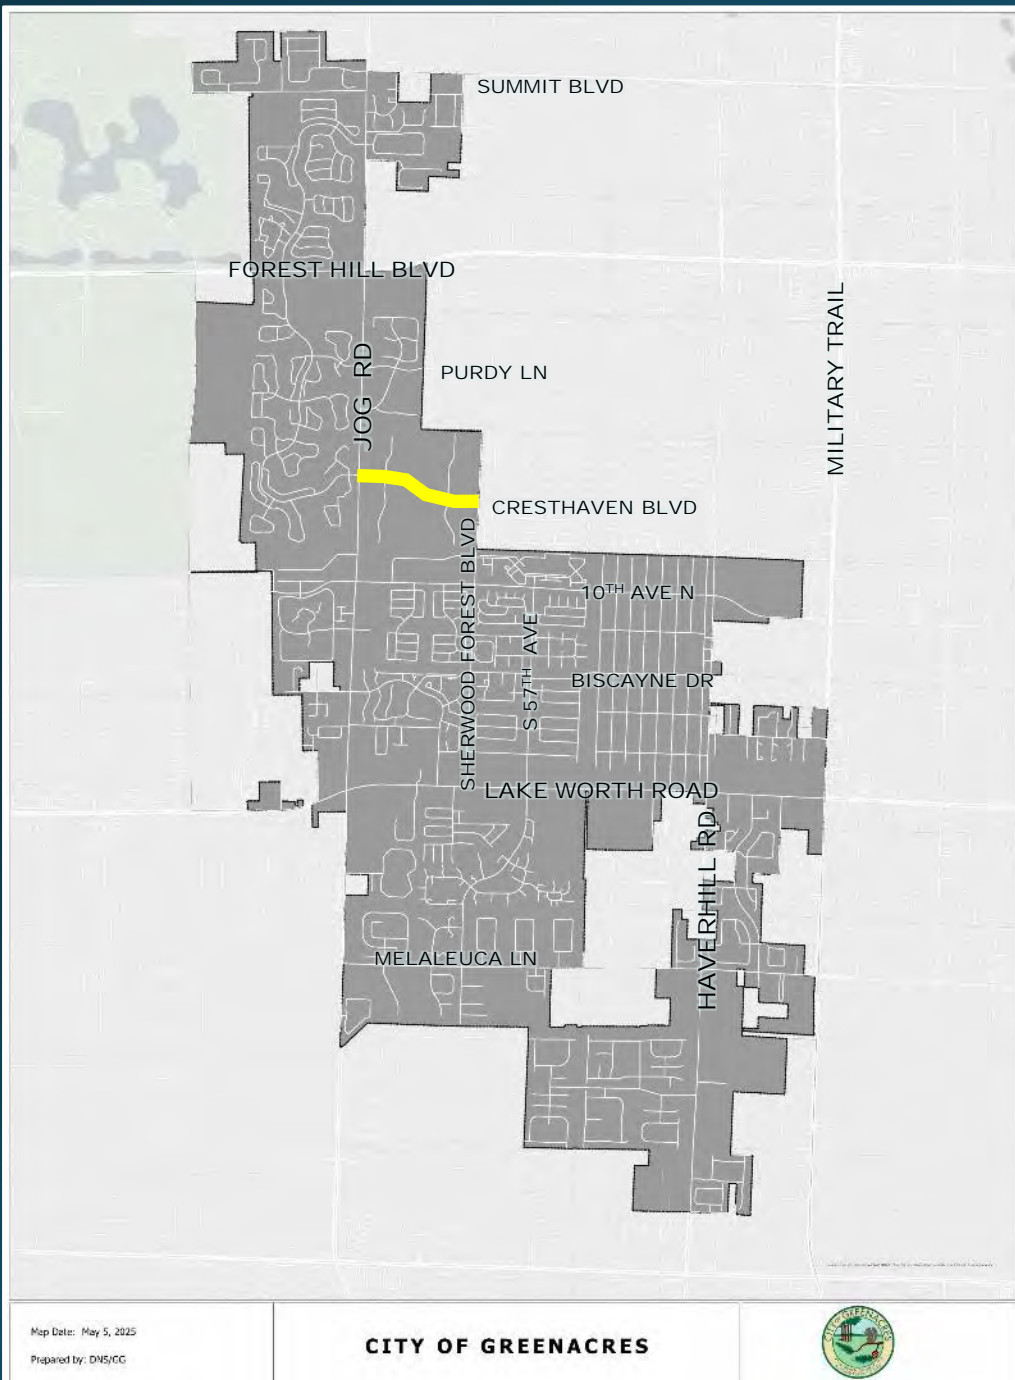 SUMMIT BLVD
FOREST HILL BLVD
MILITARY TRAIL
JOG RD
PURDY LN
CRESTHAVEN BLVD
SHERWOOD FOREST BLVD
10TH AVE N
S 57TH AVE
BISCAYNE DR
LAKE WORTH ROAD
HAVERHILL RD
MELALEUCA LN
Map Date: May 5, 2025
Prepared by: DNS/GG
CITY OF GREENACRES